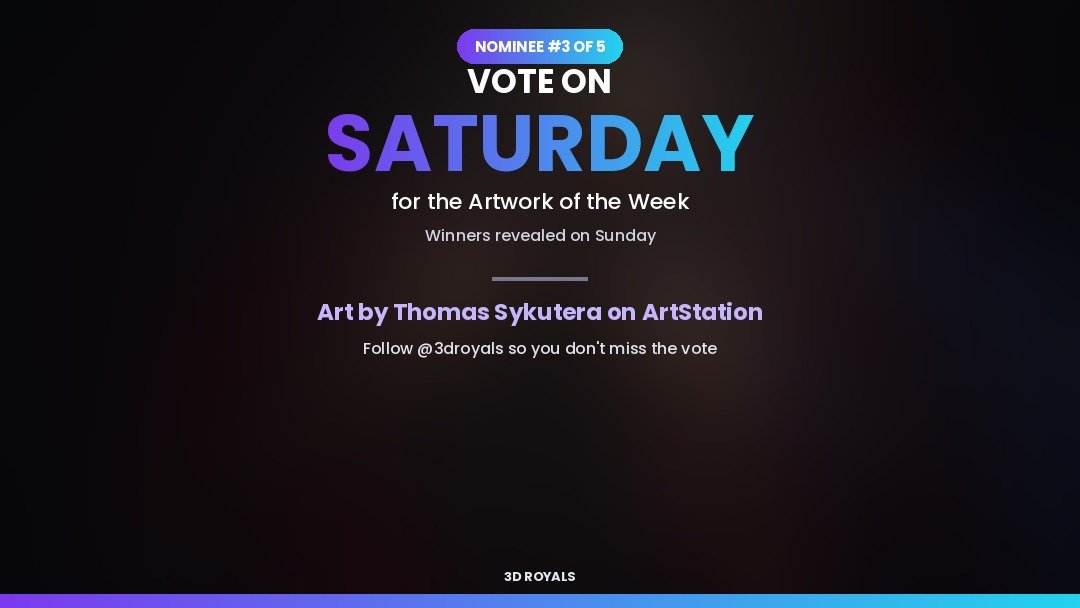 NOMINEE #3 OF 5
VOTE ON
SATURDAY
for the Artwork of the Week
Winners revealed on Sunday
Art by Thomas Sykutera on ArtStation
Follow @3droyals so you don't miss the vote
3D ROYALS